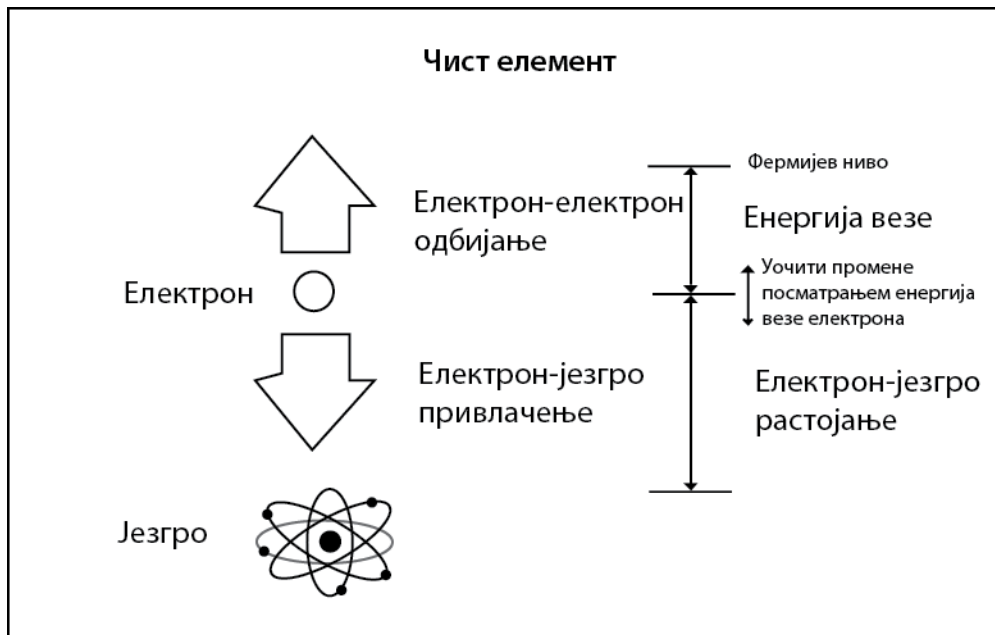 Чист елемент
Фермијев ниво
Електрон-електрон
одбијање
Енергија везе
Електрон
Уочити промене
посматрањем енергија
везе електрона
Електрон-језгро
привлачење
Електрон-језгро
растојање
Језгро